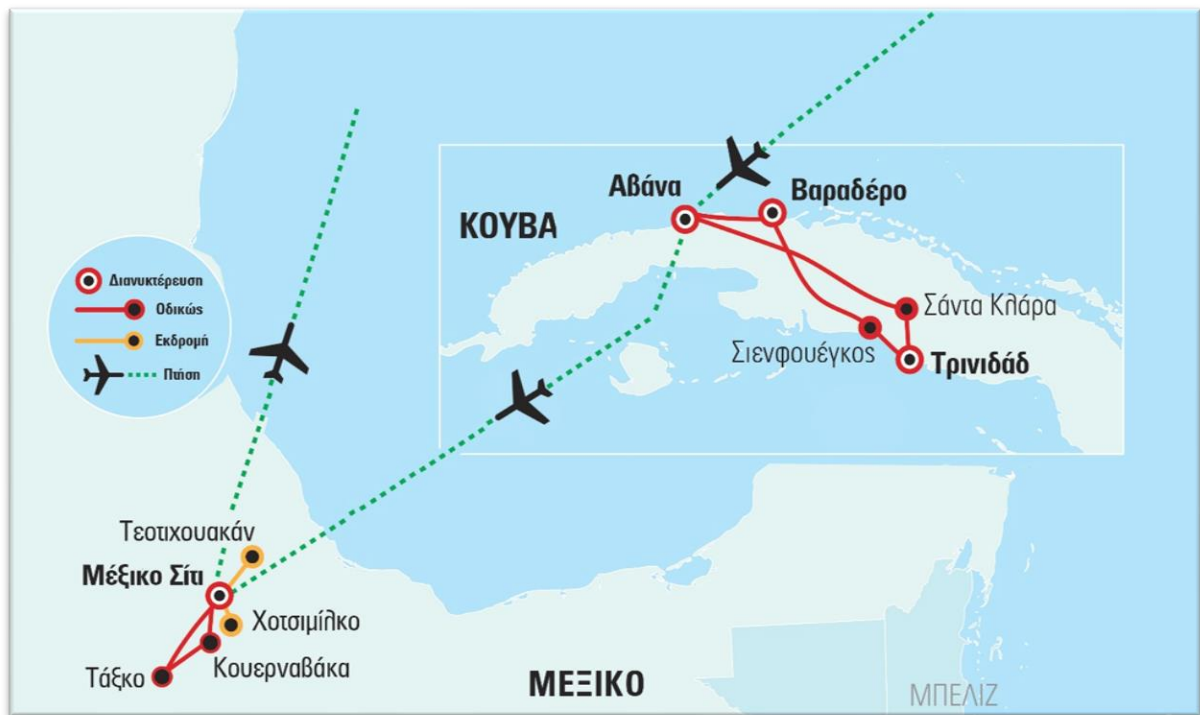 Αβάνα
Βαραδέρο
ΚΟΥΒΑ
Διανυκτέρευση
Οδικώς
Εκδρομή
Πτήση
Σάντα Κλάρα
Σιενφουέγκος
Τρινιδάδ
Τεοτιχουακάν
Μέξικο Σίτι
Χοτσιμίλκο
Κουερναβάκα
Τάξκο
ΜΕΞΙΚΟ
ΜΠΕΛΙΖ